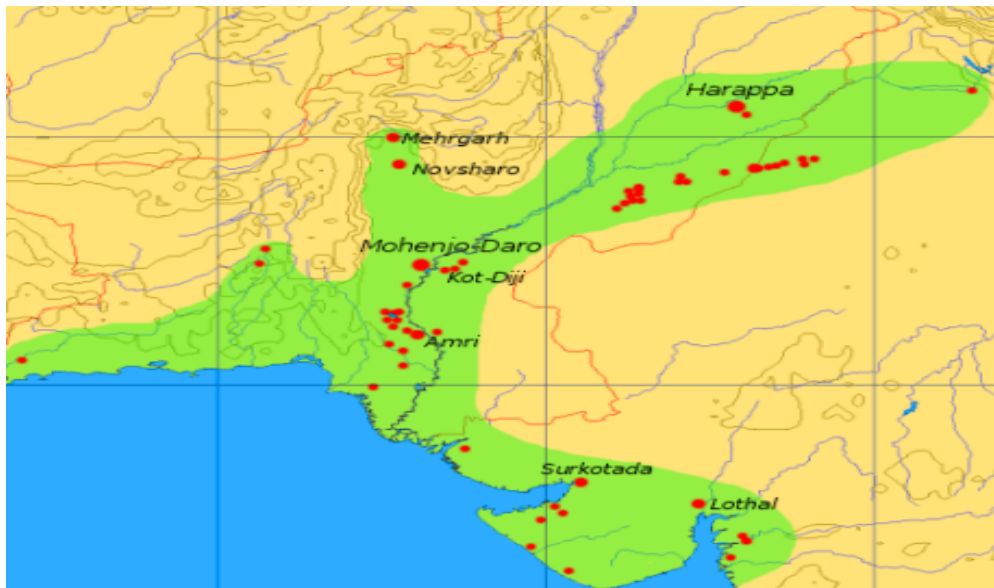 Harappa
Mehrgarh
Novsharo
Mohenjo-Daro
Kot-Diji
Amri
Surkotada
Lothal